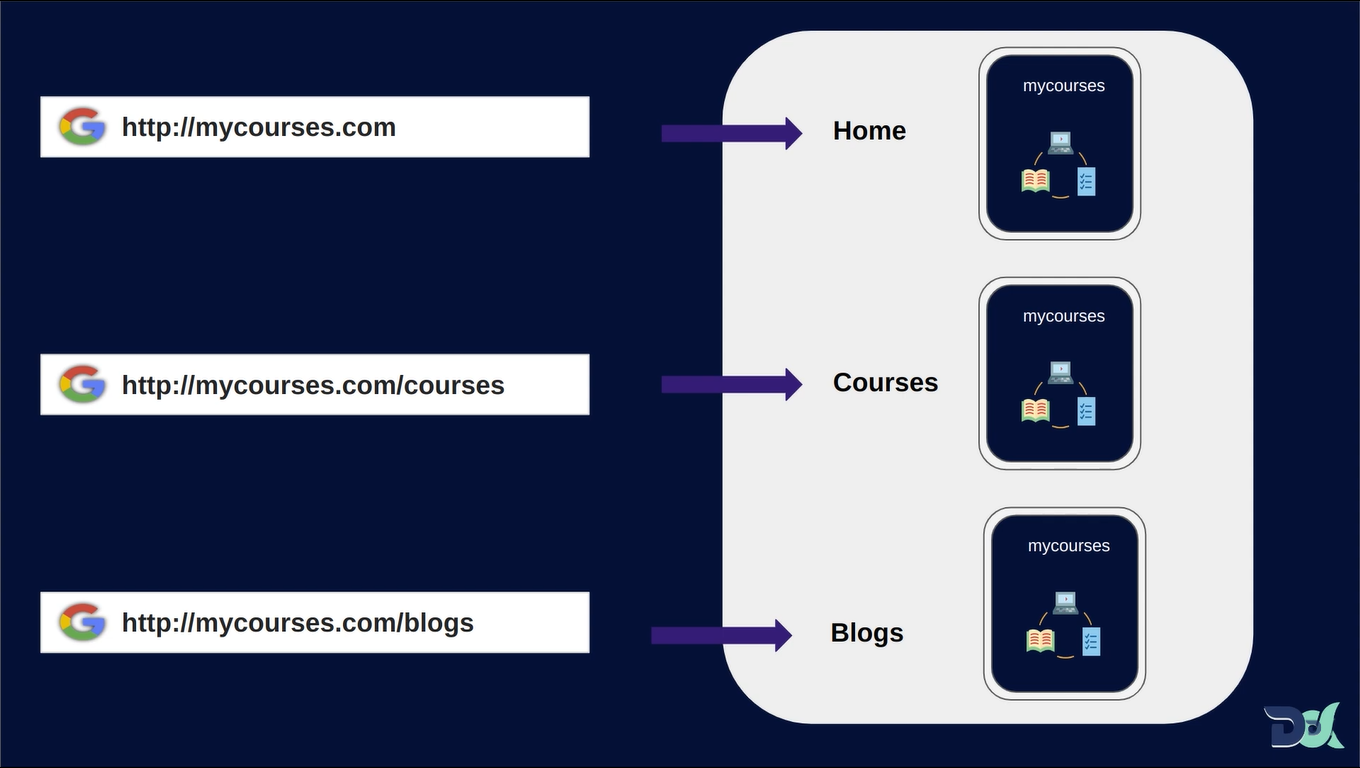 mycourses
http://mycourses.com
Home
mycourses
http://mycourses.com/courses
Courses
mycourses
http://mycourses.com/blogs
Blogs